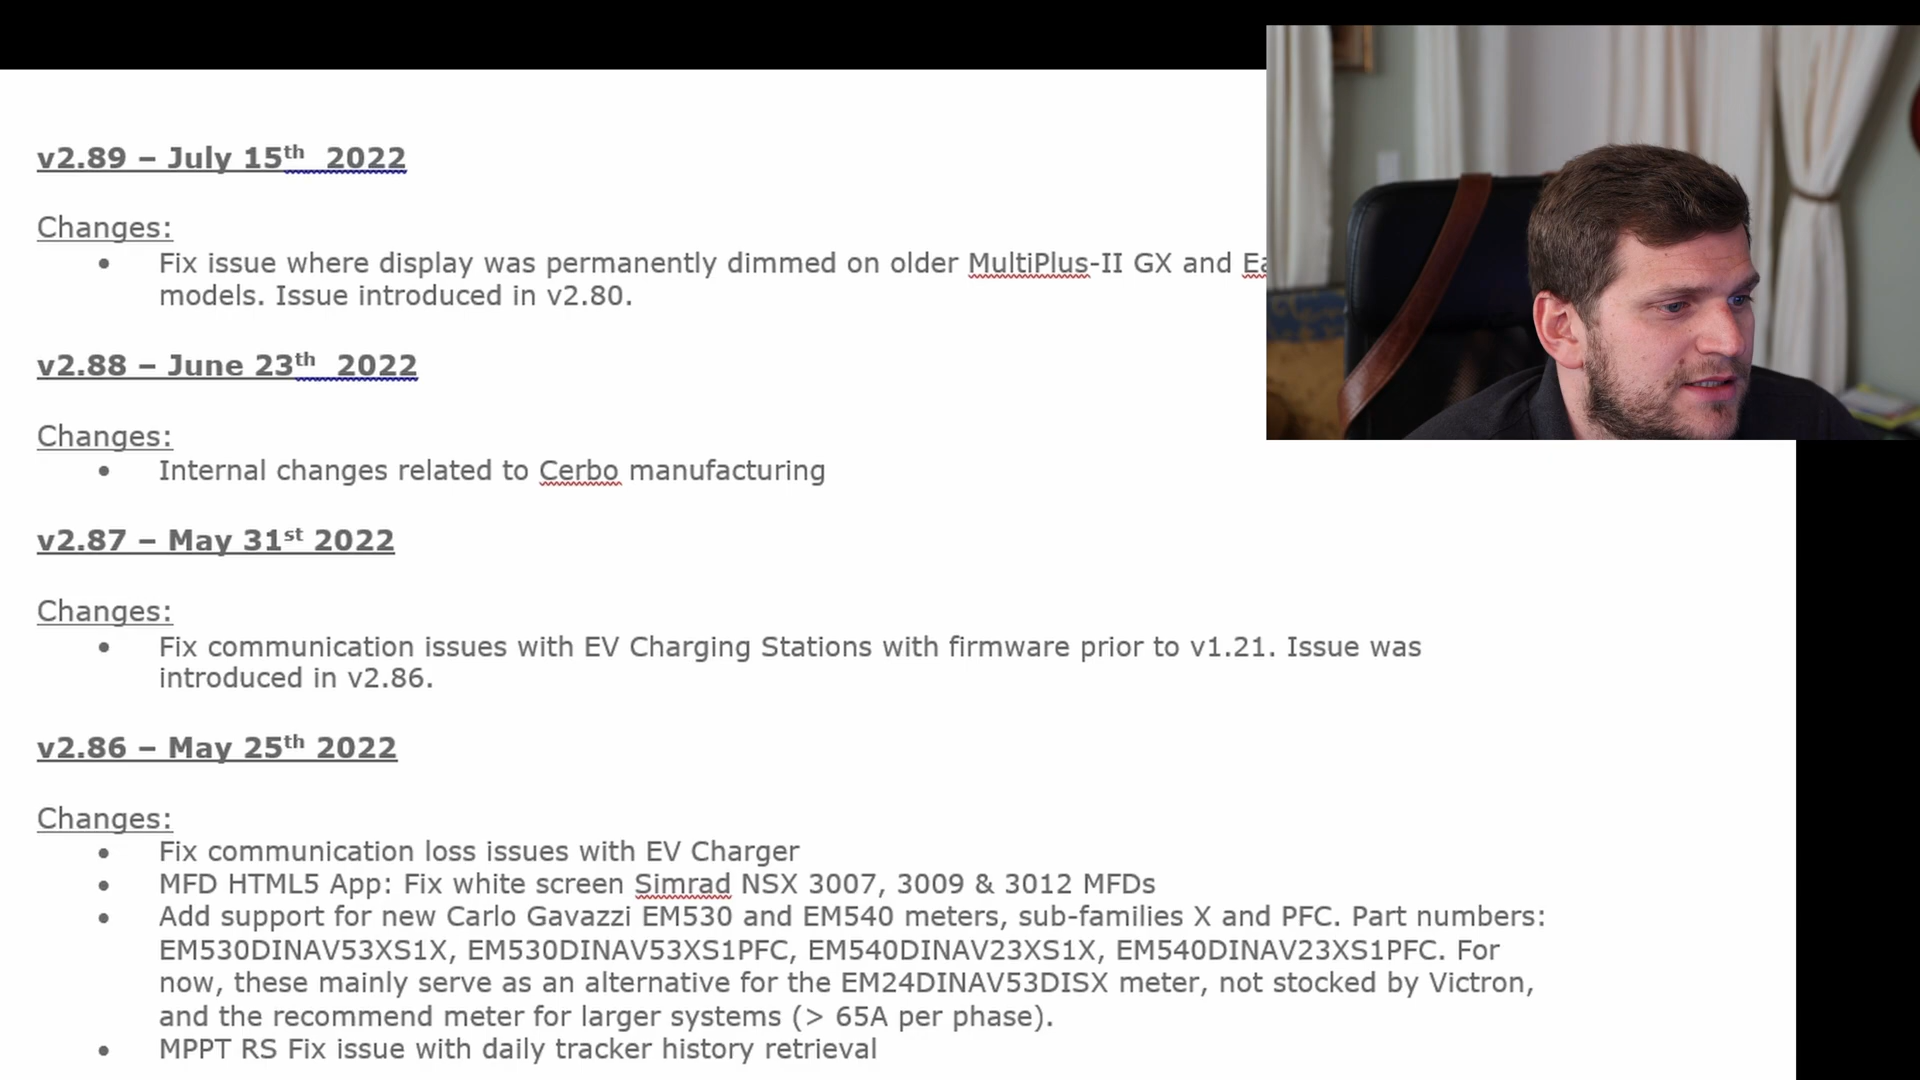 v2.89 – July 15th 2022
Changes:
• Fix issue where display was permanently dimmed on older MultiPlus-II GX and
models. Issue introduced in v2.80.
v2.88 – June 23th 2022
Changes:
• Internal changes related to Cerbo manufacturing
v2.87 – May 31st 2022
Changes:
• Fix communication issues with EV Charging Stations with firmware prior to v1.21. Issue was
introduced in v2.86.
v2.86 – May 25th 2022
Changes:
• Fix communication loss issues with EV Charger
• MFD HTML5 App: Fix white screen Simrad NSX 3007, 3009 & 3012 MFDs
• Add support for new Carlo Gavazzi EM530 and EM540 meters, sub-families X and PFC. Part numbers:
EM530DINAV53XS1X, EM530DINAV53XS1PFC, EM540DINAV23XS1X, EM540DINAV23XS1PFC. For
now, these mainly serve as an alternative for the EM24DINAV53DISX meter, not stocked by Victron,
and the recommend meter for larger systems (> 65A per phase).
• MPPT RS Fix issue with daily tracker history retrieval